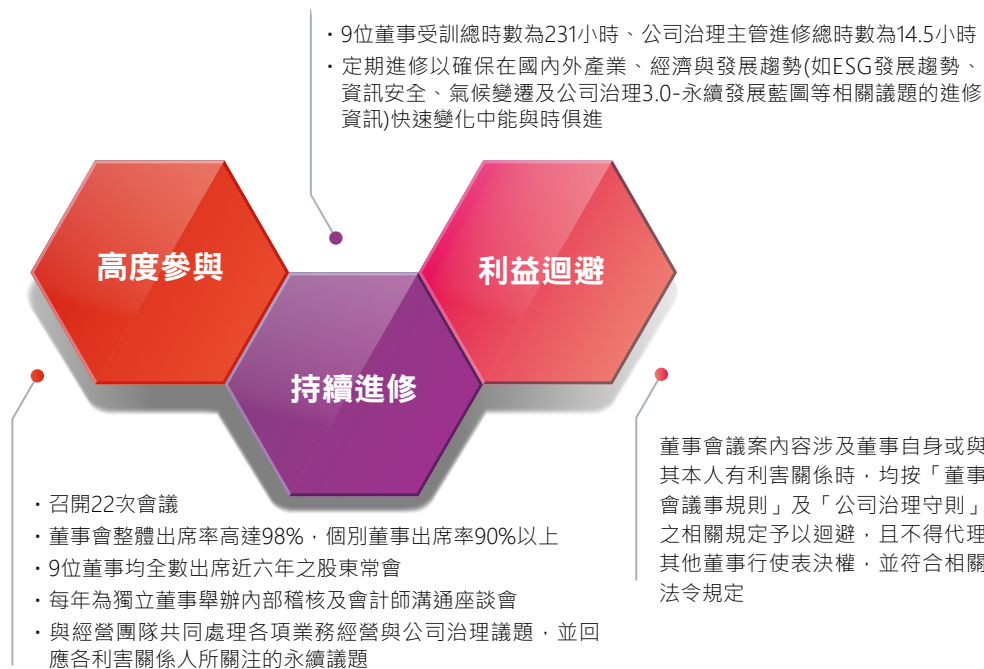 ・9位董事受訓總時數為231小時、公司治理主管進修總時數為14.5小時
・定期進修以確保在國內外產業、經濟與發展趨勢(如ESG發展趨勢、
資訊安全、氣候變遷及公司治理3.0-永續發展藍圖等相關議題的進修
資訊)快速變化中能與時俱進
高度參與
利益迴避
持續進修
・召開22次會議
・董事會整體出席率高達98%，個別董事出席率90%以上
・9位董事均全數出席近六年之股東常會
・每年為獨立董事舉辦內部稽核及會計師溝通座談會
・與經營團隊共同處理各項業務經營與公司治理議題，並回
應各利害關係人所關注的永續議題
董事會議案內容涉及董事自身或與
其本人有利害關係時，均按「董事
會議事規則」及「公司治理守則」
之相關規定予以迴避，且不得代理
其他董事行使表決權，並符合相關
法令規定